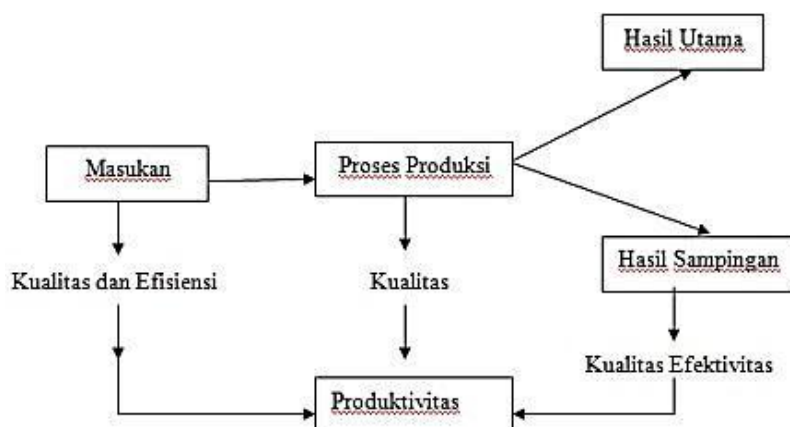 Hasil Utama
Masukan
Proses Produksi
Hasil Sampingan
Kualitas dan Efisiensi
Kualitas
Kualitas Efektivitas
Produktivitas